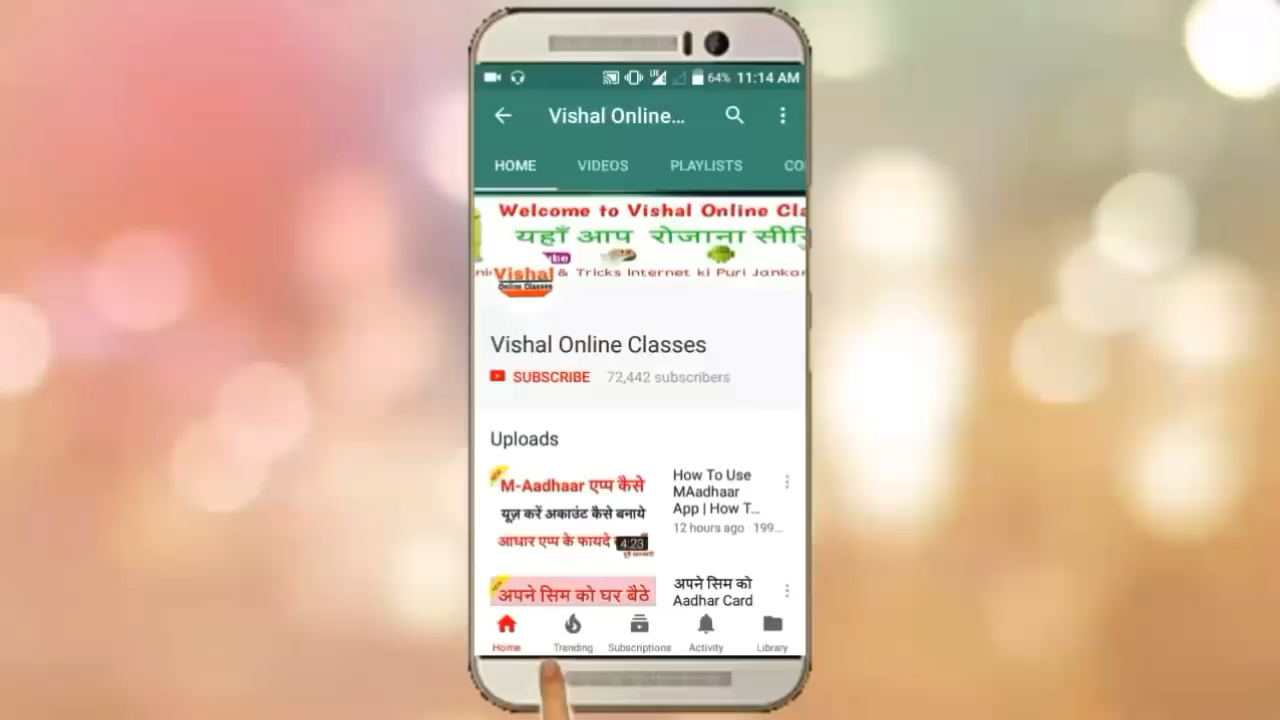 64% 11:14 AM
Vishal Online...
HOME VIDEOS PLAYLISTS CO
Welcome to Vishal Online Cla
यहाँ आप रोजाना सीरि
& Tricks Internet ki Puri Jankar
Vishal
Online Classes
Vishal Online Classes
SUBSCRIBE 72,442 subscribers
Uploads
M-Aadhaar एप्प कैसे
यूज़ करें अकाउंट कैसे बनाये
आधार एप्प के फायदे
4:23
How To Use
MAadhaar
App | How T...
12 hours ago · 199...
अपने सिम को घर बैठे
अपने सिम को
Aadhar Card
Home Trending Subscriptions Activity Library